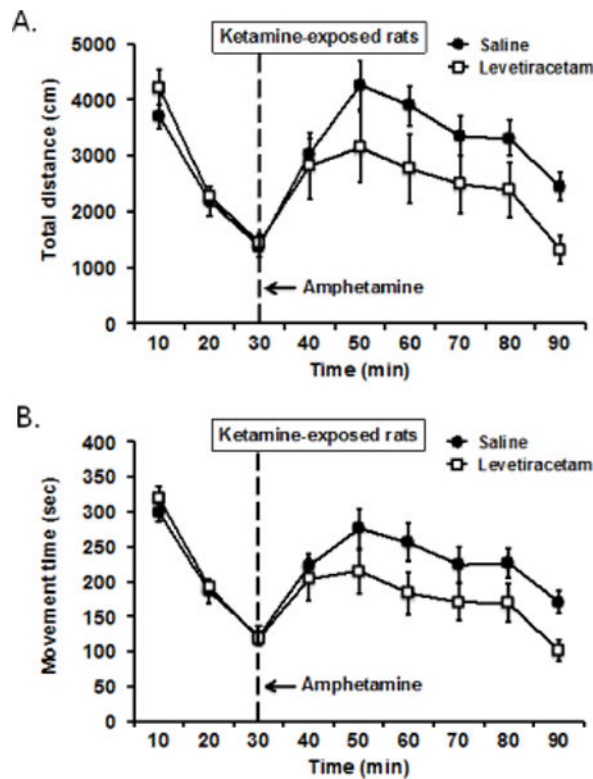 A.
Ketamine-exposed rats
Saline
Levetiracetam
Total distance (cm)
5000
4000
3000
2000
1000
0
Amphetamine
10 20 30 40 50 60 70 80 90
Time (min)
B.
Ketamine-exposed rats
Saline
Levetiracetam
Movement time (sec)
400
350
300
250
200
150
100
50
0
Amphetamine
10 20 30 40 50 60 70 80 90
Time (min)